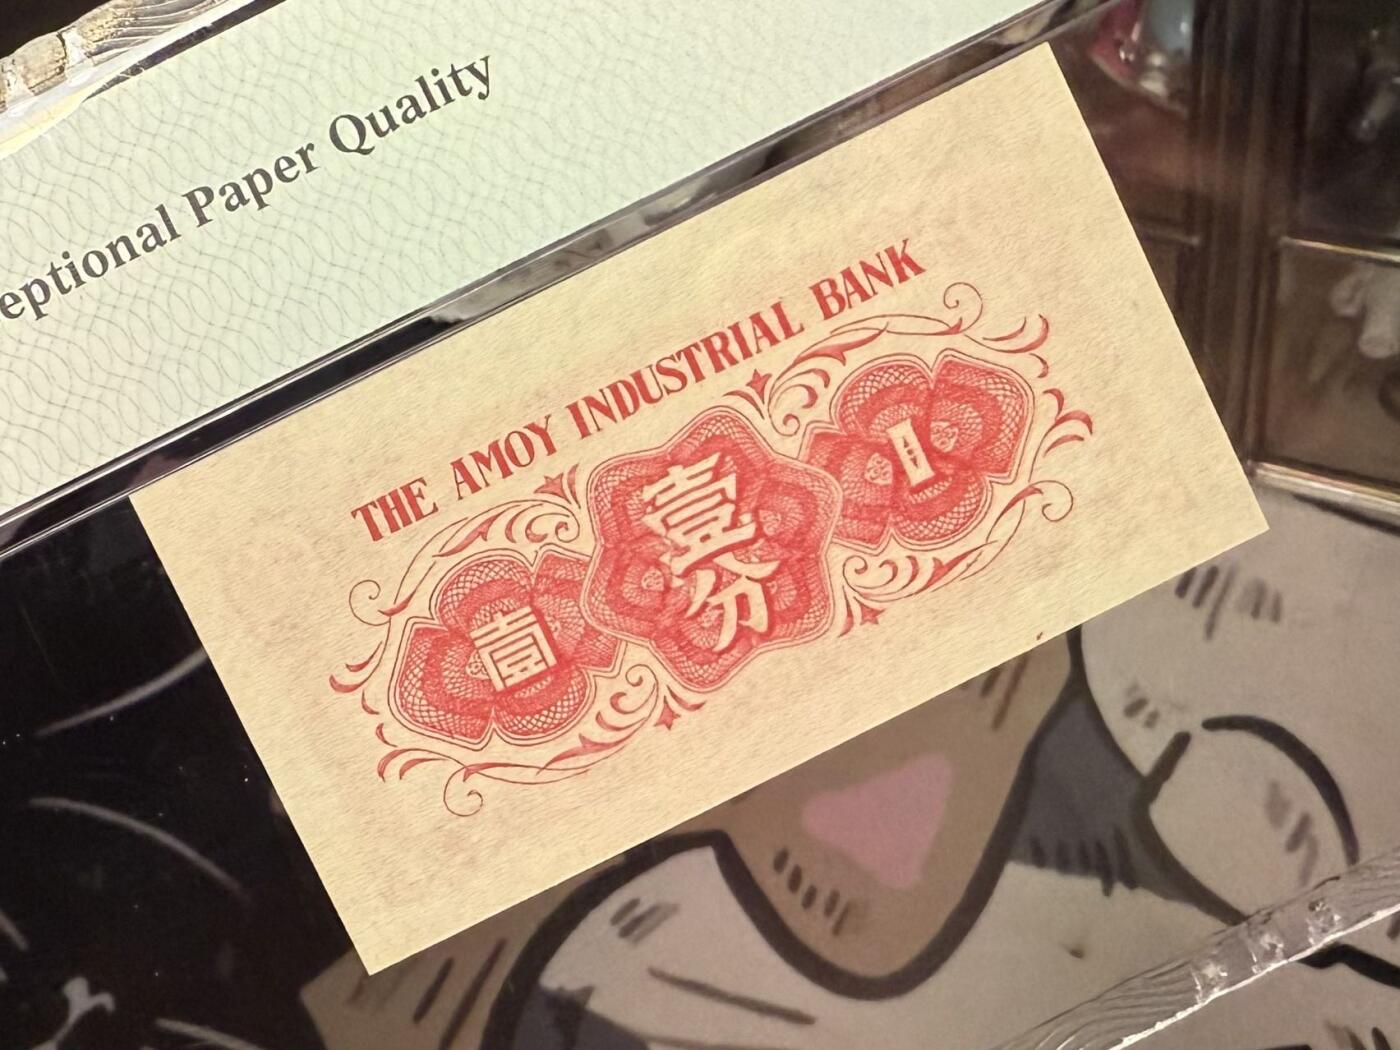 eptional Paper Quality
THE AMOY INDUSTRIAL BANK
壹
壹分
1